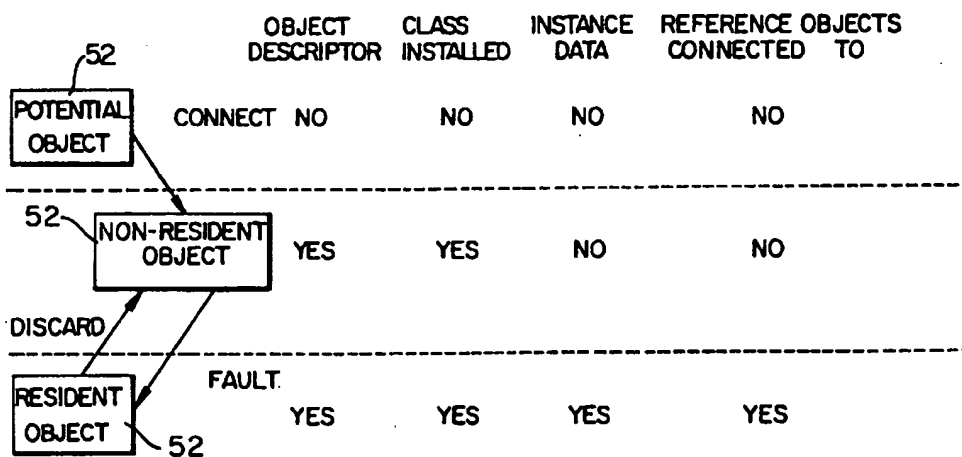 OBJECT DESCRIPTOR CLASS INSTALLED INSTANCE DATA REFERENCE OBJECTS CONNECTED TO
52
POTENTIAL OBJECT CONNECT NO NO NO NO
52
NON-RESIDENT OBJECT YES YES NO NO
DISCARD
FAULT.
RESIDENT OBJECT 52 YES YES YES YES